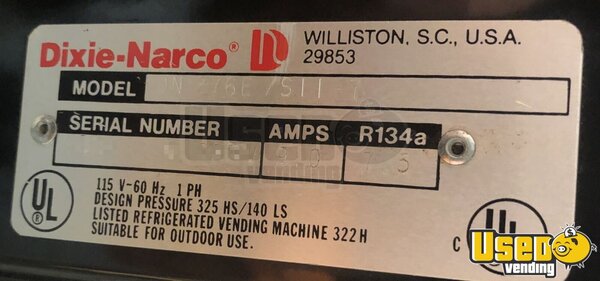 Dixie-Narco® WILLISTON, S.C., U.S.A.
29853
MODEL
SERIAL NUMBER AMPS R134a
115 V-60 Hz 1 PH
DESIGN PRESSURE 325 HS/140 LS
LISTED REFRIGERATED VENDING MACHINE 322H
SUITABLE FOR OUTDOOR USE.
UL
C UL
USED
vending